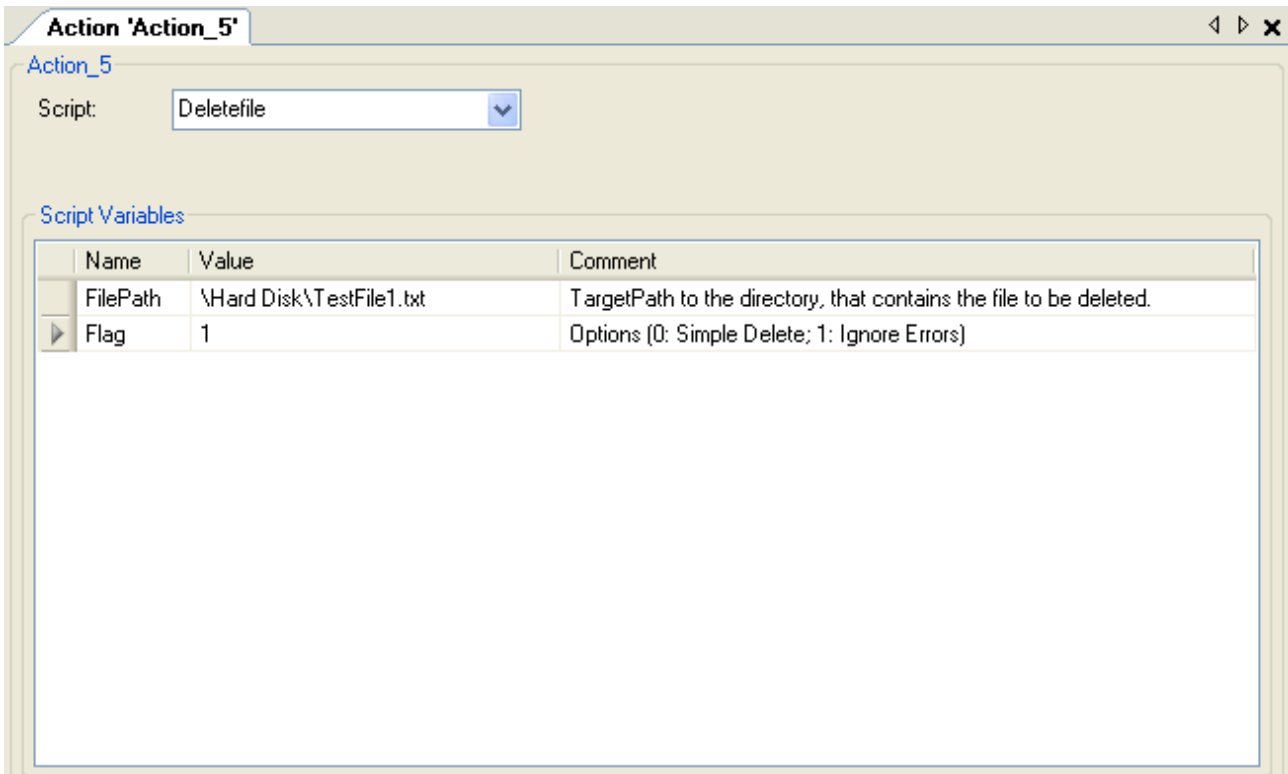 Action 'Action_5'
Action_5
Script: Deletefile
Script Variables
Name Value Comment
FilePath \Hard Disk\TestFile1.txt TargetPath to the directory, that contains the file to be deleted.
Flag 1 Options (0: Simple Delete; 1: Ignore Errors)